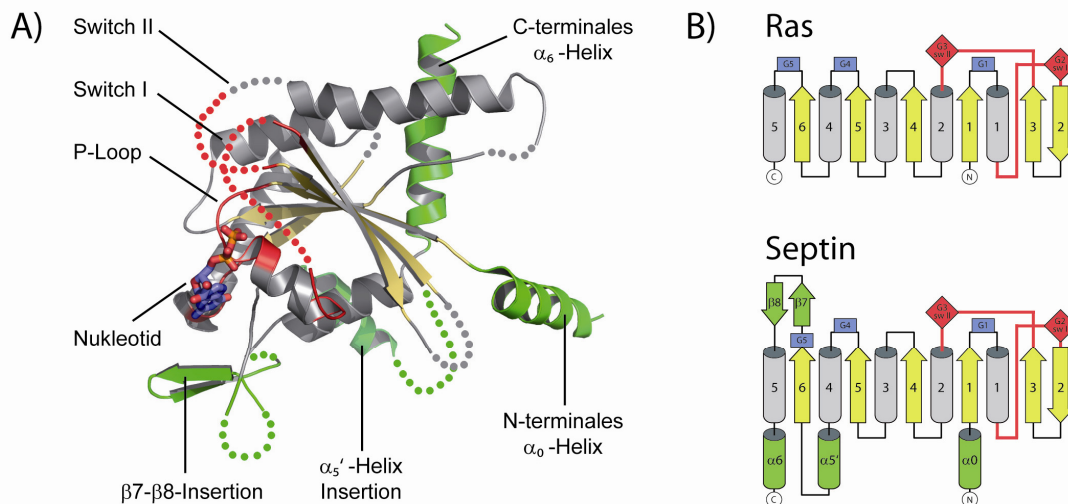 A)
Switch II
Switch I
P-Loop
Nukleotid
β7-β8-Insertion
α5'-Helix
Insertion
C-terminales
α6-Helix
N-terminales
α0-Helix
B)
Ras
G5
G4
G3
sw II
G1
G2
sw I
5
6
4
5
3
4
2
1
1
3
2
C
N
Septin
β8
β7
G5
G4
G3
sw II
G1
G2
sw I
5
6
4
5
3
4
2
1
1
3
2
α6
α5'
α0
C
N